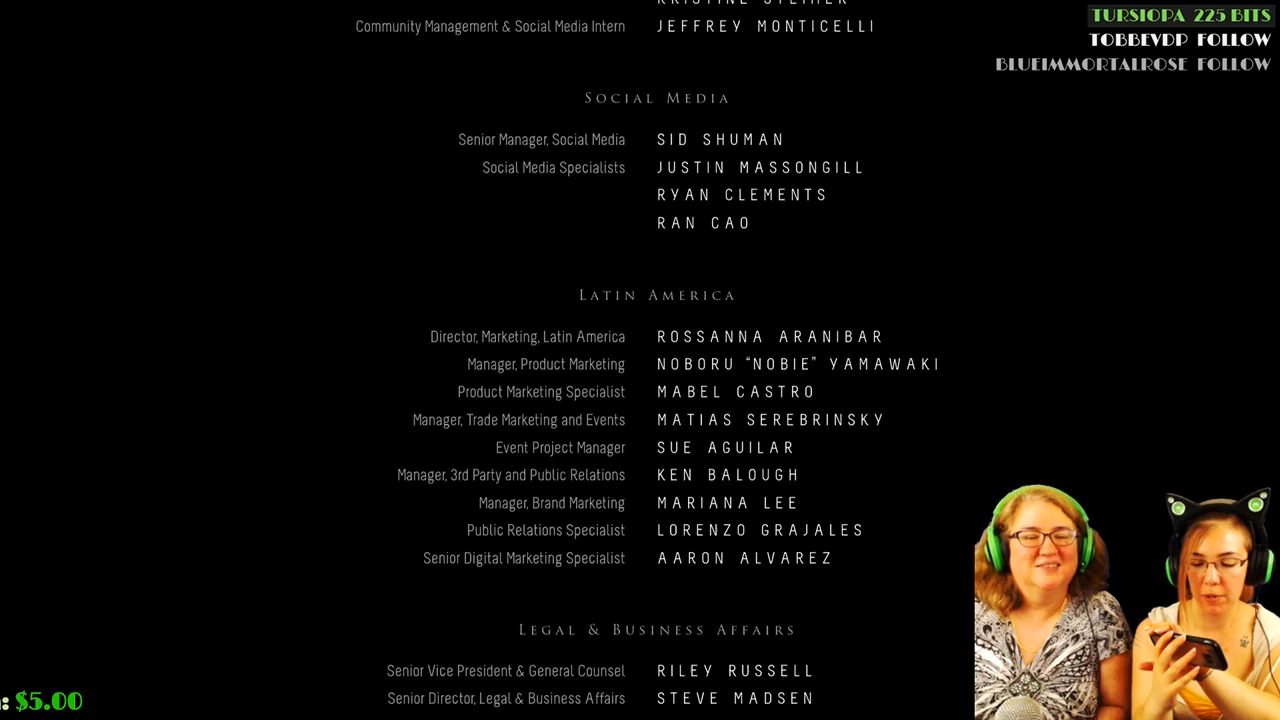 Community Management & Social Media Intern JEFFREY MONTICELLI
TURSIOPA 225 BITS
TOBBEVDP FOLLOW
BLUEIMMORTALROSE FOLLOW
SOCIAL MEDIA
Senior Manager, Social Media SID SHUMAN
Social Media Specialists JUSTIN MASSONGILL
RYAN CLEMENTS
RAN CAO
LATIN AMERICA
Director, Marketing, Latin America ROSSANNA ARANIBAR
Manager, Product Marketing NOBORU “NOBIE” YAMAWAKI
Product Marketing Specialist MABEL CASTRO
Manager, Trade Marketing and Events MATIAS SEREBRINSKY
Event Project Manager SUE AGUILAR
Manager, 3rd Party and Public Relations KEN BALOUGH
Manager, Brand Marketing MARIANA LEE
Public Relations Specialist LORENZO GRAJALES
Senior Digital Marketing Specialist AARON ALVAREZ
LEGAL & BUSINESS AFFAIRS
Senior Vice President & General Counsel RILEY RUSSELL
Senior Director, Legal & Business Affairs STEVE MADSEN
: $5.00